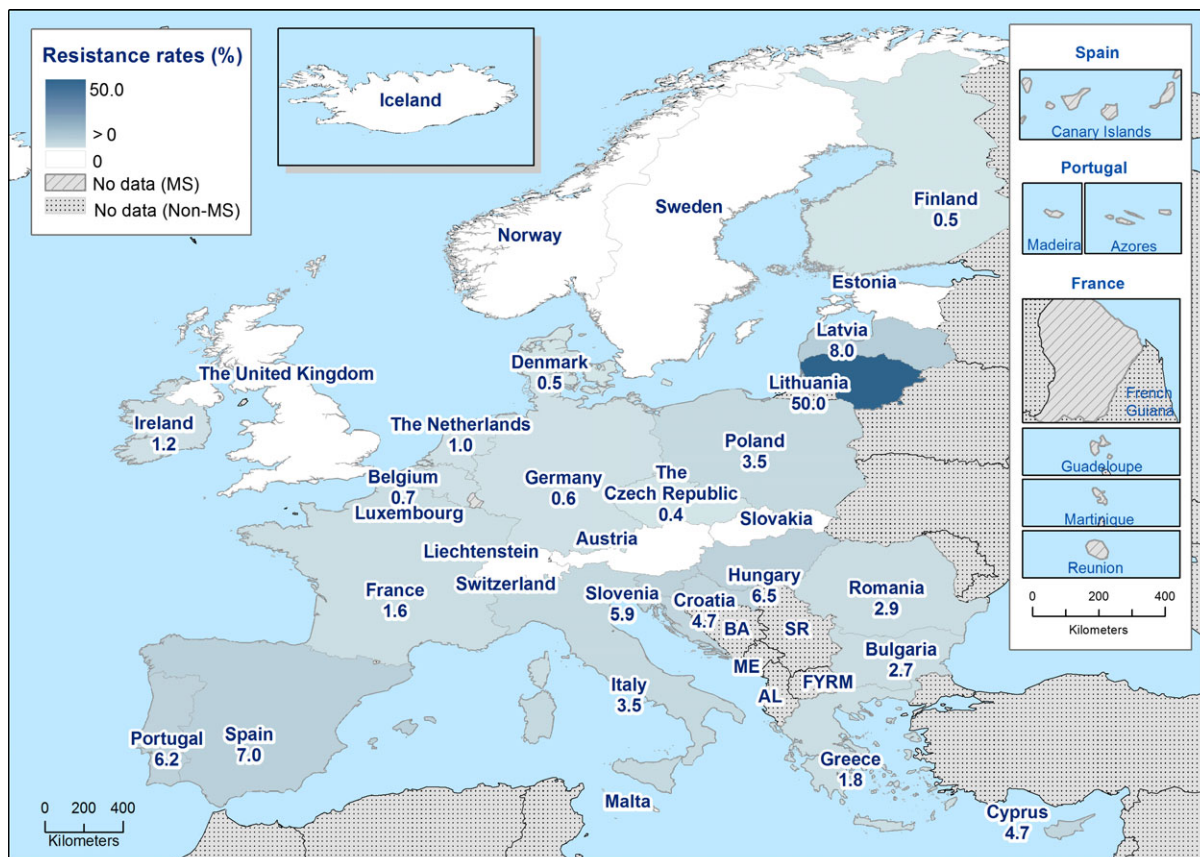 Resistance rates (%)
50.0
> 0
0
No data (MS)
No data (Non-MS)
Iceland
Spain
Canary Islands
Portugal
Madeira
Azores
France
French
Guiana
Guadeloupe
Martinique
Reunion
0 200 400
Kilometers
Finland
0.5
Sweden
Norway
Estonia
Latvia
8.0
Lithuania
50.0
Denmark
0.5
The United Kingdom
Ireland
1.2
The Netherlands
1.0
Belgium
0.7
Luxembourg
Germany
0.6
Poland
3.5
The
Czech Republic
0.4
Slovakia
Austria
Liechtenstein
Switzerland
France
1.6
Slovenia
5.9
Croatia
4.7
Hungary
6.5
Romania
2.9
BA
SR
Bulgaria
2.7
ME
AL
FYRM
Italy
3.5
Portugal
6.2
Spain
7.0
Greece
1.8
Malta
Cyprus
4.7
0 200 400
Kilometers